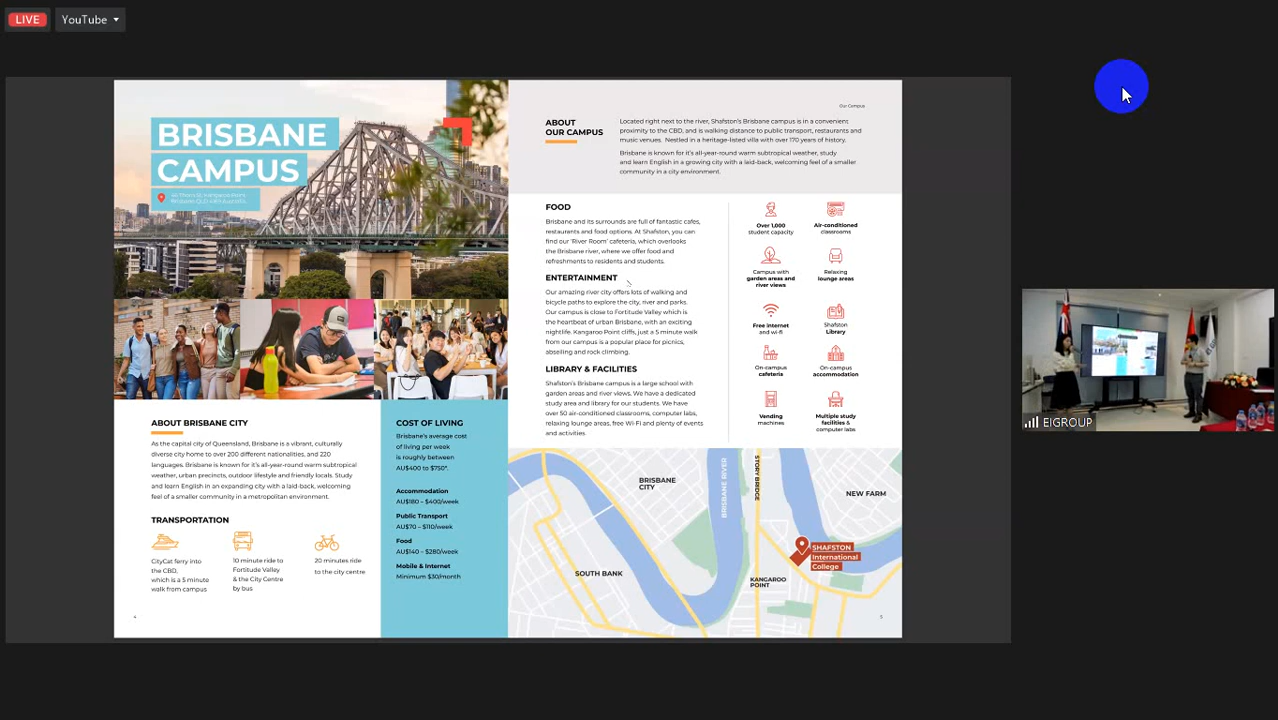 LIVE
YouTube
BRISBANE
CAMPUS
ABOUT BRISBANE CITY
As the capital city of Queensland, Brisbane is a vibrant, culturally
diverse city home to over 200 different nationalities, and 220
languages. Brisbane is known for it's all-year-round warm subtropical
weather, urban precincts, outdoor lifestyle and friendly locals. Study
and learn English in an expanding city with a laid-back, welcoming
feel of a smaller community in a metropolitan environment.
TRANSPORTATION
CityCat ferry into
the CBD,
which is a 5 minute
walk from campus
10 minute ride to
Fortitude Valley
& the City Centre
by bus
20 minutes ride
to the city centre
4
COST OF LIVING
Brisbane's average cost
of living per week
is roughly between
AU$400 to $750*.
Accommodation
AU$180 – $400/week
Public Transport
AU$70 – $110/week
Food
AU$140 – $280/week
Mobile & Internet
Minimum $30/month
Our Campus
ABOUT
OUR CAMPUS
Located right next to the river, Shafston's Brisbane campus is in a convenient
proximity to the CBD, and is walking distance to public transport, restaurants and
music venues. Nestled in a heritage-listed villa with over 170 years of history.
Brisbane is known for it's all-year-round warm subtropical weather, study
and learn English in a growing city with a laid-back, welcoming feel of a smaller
community in a city environment.
FOOD
Brisbane and its surrounds are full of fantastic cafes,
restaurants and food options. At Shafston, you can
find our 'River Room' cafeteria, which overlooks
the Brisbane river, where we offer food and
refreshments to residents and students.
ENTERTAINMENT
Our amazing river city offers lots of walking and
bicycle paths to explore the city, river and parks.
Our campus is close to Fortitude Valley which is
the heartbeat of urban Brisbane, with an exciting
nightlife. Kangaroo Point cliffs, just a 5 minute walk
from our campus is a popular place for picnics,
abseiling and rock climbing.
LIBRARY & FACILITIES
Shafston's Brisbane campus is a large school with
garden areas and river views. We have a dedicated
study area and library for our students. We have
over 50 air-conditioned classrooms, computer labs,
relaxing lounge areas, free Wi-Fi and plenty of events
and activities.
Over 1,000
student capacity
Air-conditioned
classrooms
Campus with
garden areas and
river views
Relaxing
lounge areas
Free internet
and wi-fi
Shafston
Library
On-campus
cafeteria
On-campus
accommodation
Vending
machines
Multiple study
facilities &
computer labs
BRISBANE
CITY
BRISBANE RIVER
STORY BRIDGE
NEW FARM
SHAFSTON
International
College
SOUTH BANK
KANGAROO
POINT
5
EIGROUP